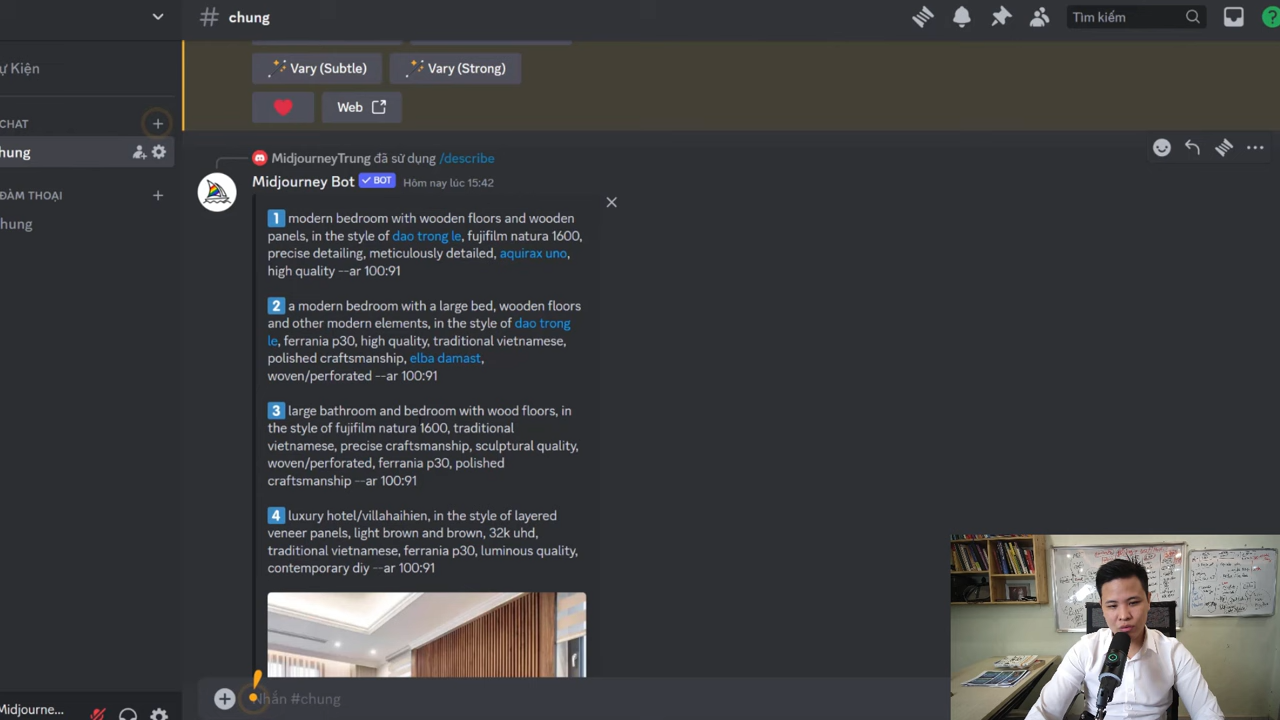 chung
Tìm kiếm
ự Kiện
Vary (Subtle)
Vary (Strong)
Web
CHAT
hung
MidjourneyTrung đã sử dụng /describe
Midjourney Bot ✓ BOT Hôm nay lúc 15:42
ĐÀM THOẠI
hung
1 modern bedroom with wooden floors and wooden
panels, in the style of dao trong le, fujifilm natura 1600,
precise detailing, meticulously detailed, aquirax uno,
high quality --ar 100:91
2 a modern bedroom with a large bed, wooden floors
and other modern elements, in the style of dao trong
le, ferrania p30, high quality, traditional vietnamese,
polished craftsmanship, elba damast,
woven/perforated --ar 100:91
3 large bathroom and bedroom with wood floors, in
the style of fujifilm natura 1600, traditional
vietnamese, precise craftsmanship, sculptural quality,
woven/perforated, ferrania p30, polished
craftsmanship --ar 100:91
4 luxury hotel/villahaihien, in the style of layered
veneer panels, light brown and brown, 32k uhd,
traditional vietnamese, ferrania p30, luminous quality,
contemporary diy --ar 100:91
Nhắn #chung
Midjourne...